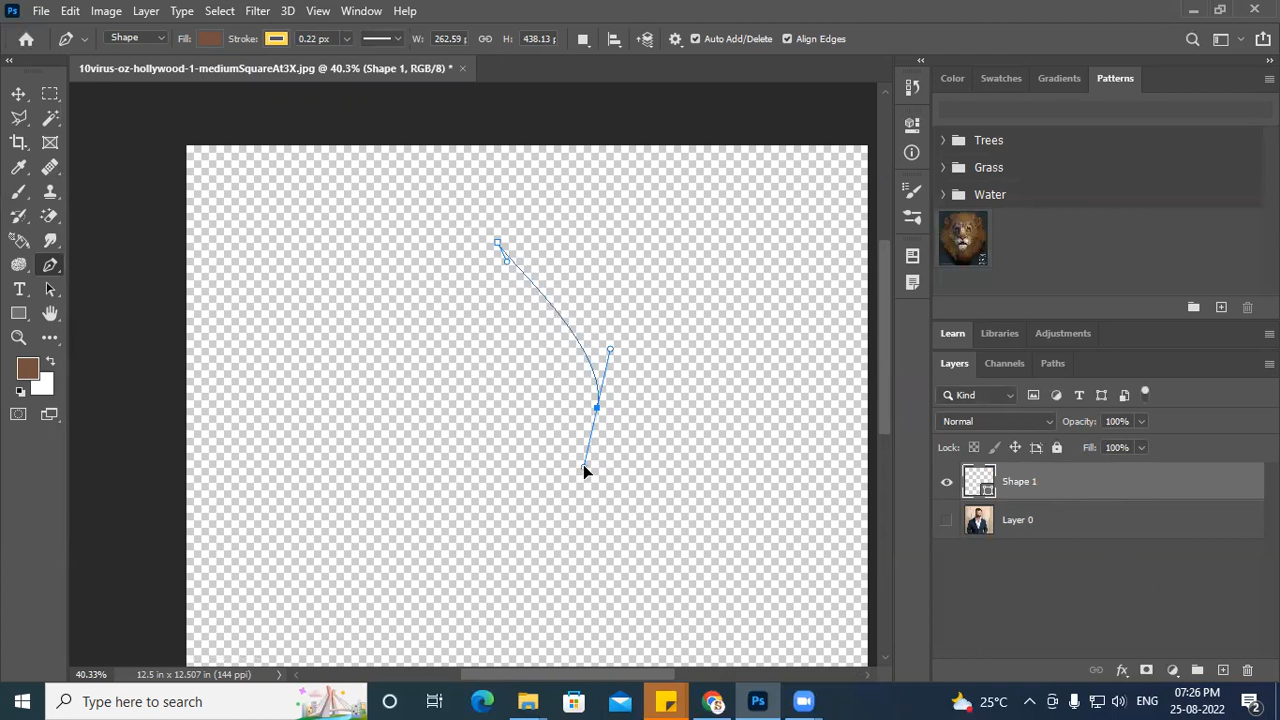 Ps File Edit Image Layer Type Select Filter 3D View Window Help
Shape Fill: Stroke: 0.22 px W: 262.59 H: 438.13 Auto Add/Delete Align Edges
10virus-oz-hollywood-1-mediumSquareAt3X.jpg @ 40.3% (Shape 1, RGB/8) *
Color Swatches Gradients Patterns
Trees
Grass
Water
Learn Libraries Adjustments
Layers Channels Paths
Kind
Normal Opacity: 100%
Lock: Fill: 100%
Shape 1
Layer 0
40.33% 12.5 in x 12.507 in (144 ppi)
Type here to search
Ps
25°C
ENG
07:26 PM
25-08-2022
2